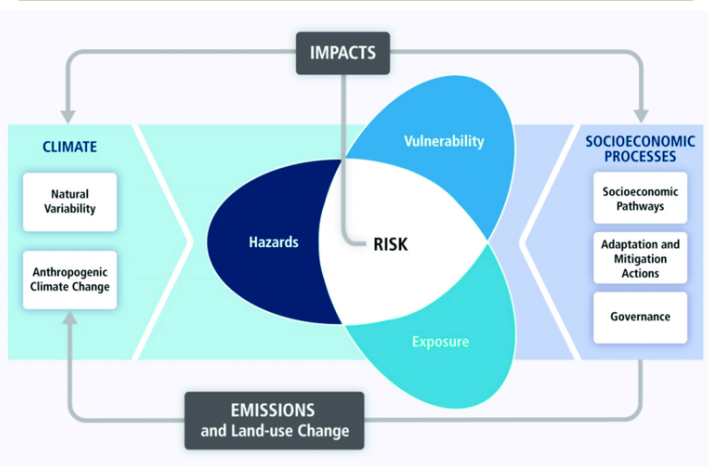 IMPACTS
CLIMATE
Natural
Variability
Anthropogenic
Climate Change
Vulnerability
Hazards
RISK
Exposure
SOCIOECONOMIC
PROCESSES
Socioeconomic
Pathways
Adaptation and
Mitigation
Actions
Governance
EMISSIONS
and Land-use Change